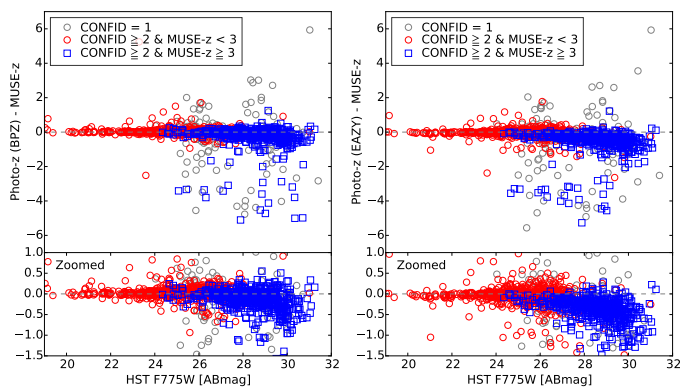 CONFID = 1
CONFID ≧ 2 & MUSE-z < 3
CONFID ≧ 2 & MUSE-z ≧ 3
Photo-z (BPZ) - MUSE-z
6
4
2
0
−2
−4
−6
Zoomed
1.0
0.5
0.0
−0.5
−1.0
−1.5
19 20 22 24 26 28 30 32
HST F775W [ABmag]
CONFID = 1
CONFID ≧ 2 & MUSE-z < 3
CONFID ≧ 2 & MUSE-z ≧ 3
Photo-z (EAZY) - MUSE-z
6
4
2
0
−2
−4
−6
Zoomed
1.0
0.5
0.0
−0.5
−1.0
−1.5
19 20 22 24 26 28 30 32
HST F775W [ABmag]